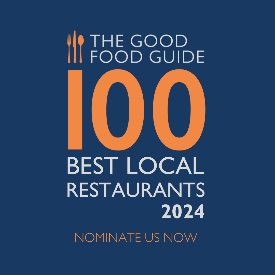 THE GOOD
FOOD GUIDE
100
BEST LOCAL
RESTAURANTS
2024
NOMINATE US NOW